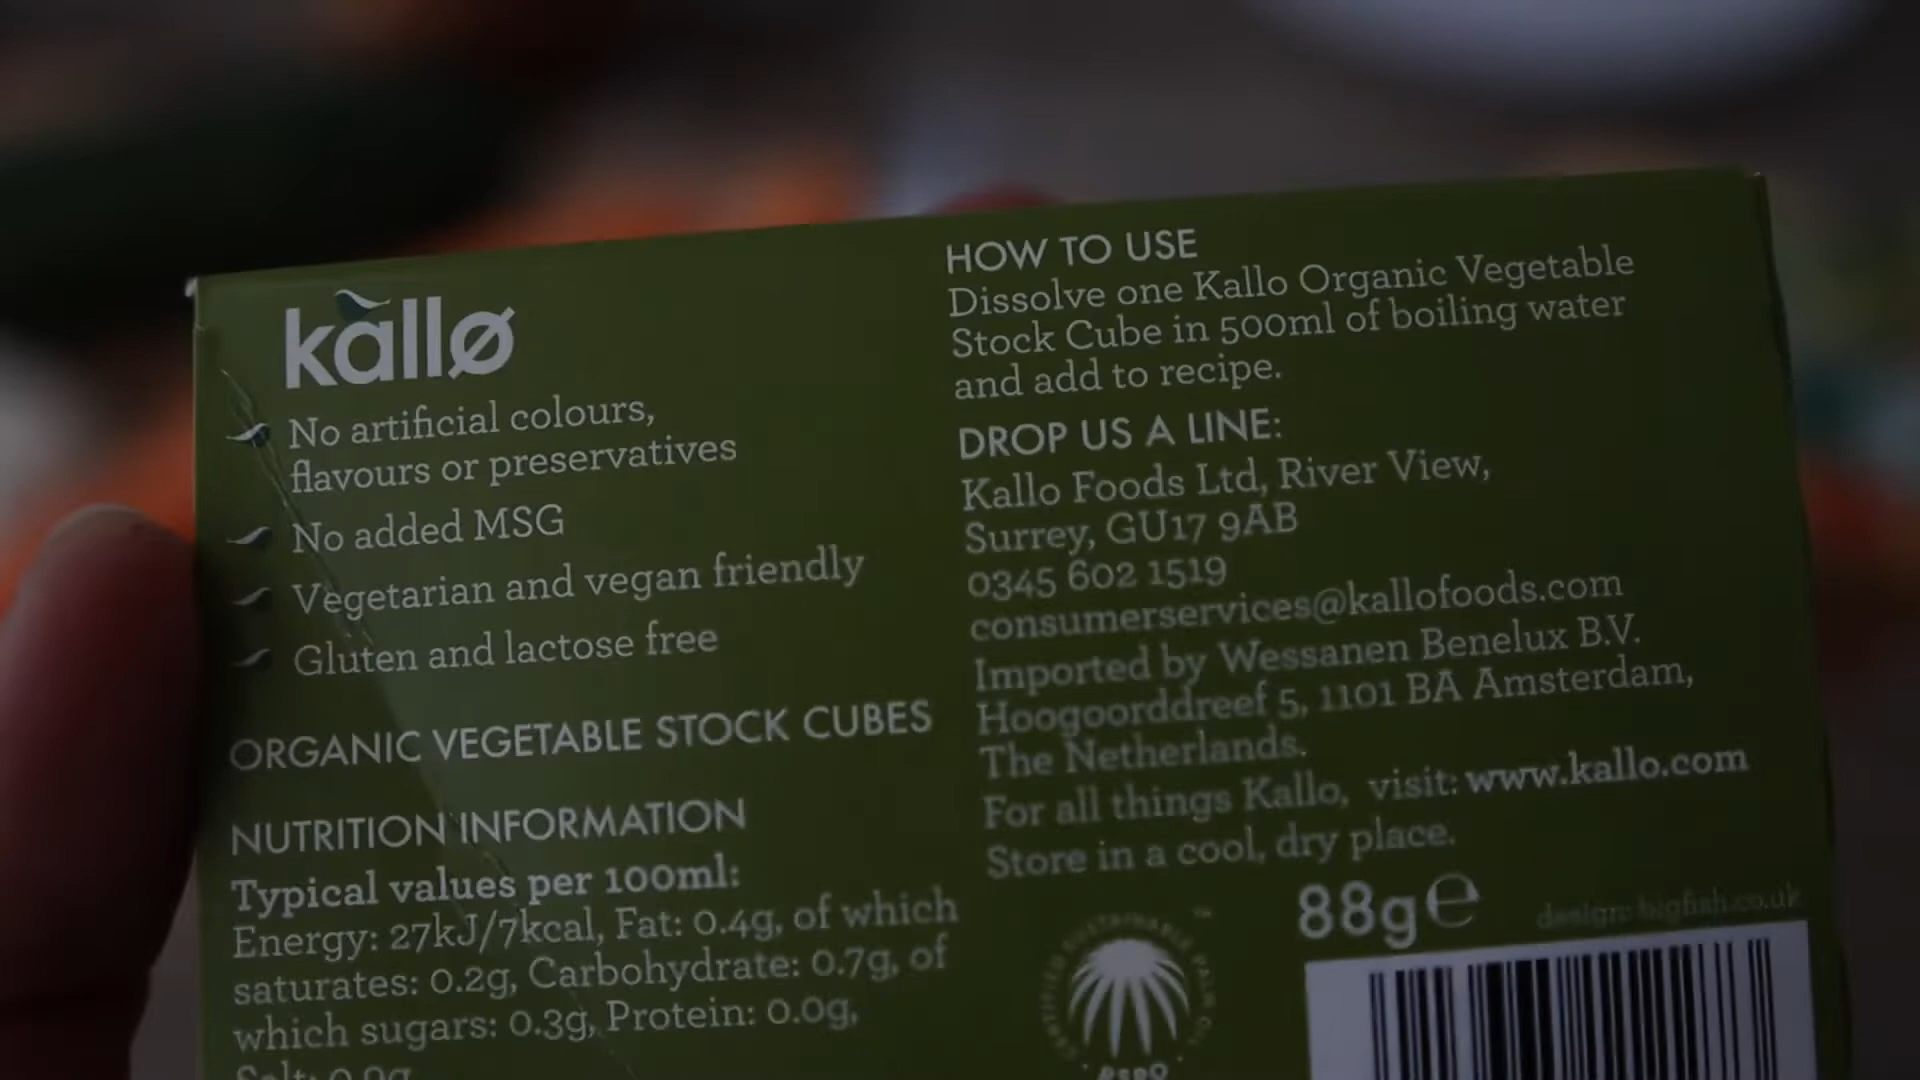 kallø
No artificial colours,
flavours or preservatives
No added MSG
Vegetarian and vegan friendly
Gluten and lactose free
ORGANIC VEGETABLE STOCK CUBES
NUTRITION INFORMATION
Typical values per 100ml:
Energy: 27kJ/7kcal, Fat: 0.4g, of which
saturates: 0.2g, Carbohydrate: 0.7g, of
which sugars: 0.3g, Protein: 0.0g,
Salt: 0.9g
HOW TO USE
Dissolve one Kallo Organic Vegetable
Stock Cube in 500ml of boiling water
and add to recipe.
DROP US A LINE:
Kallo Foods Ltd, River View,
Surrey, GU17 9AB
0345 602 1519
consumerservices@kallofoods.com
Imported by Wessanen Benelux B.V.
Hoogoorddreef 5, 1101 BA Amsterdam,
The Netherlands.
For all things Kallo, visit: www.kallo.com
Store in a cool, dry place.
88g℮
design: bigfish.co.uk
CERTIFIED SUSTAINABLE PALM OIL
RSPO